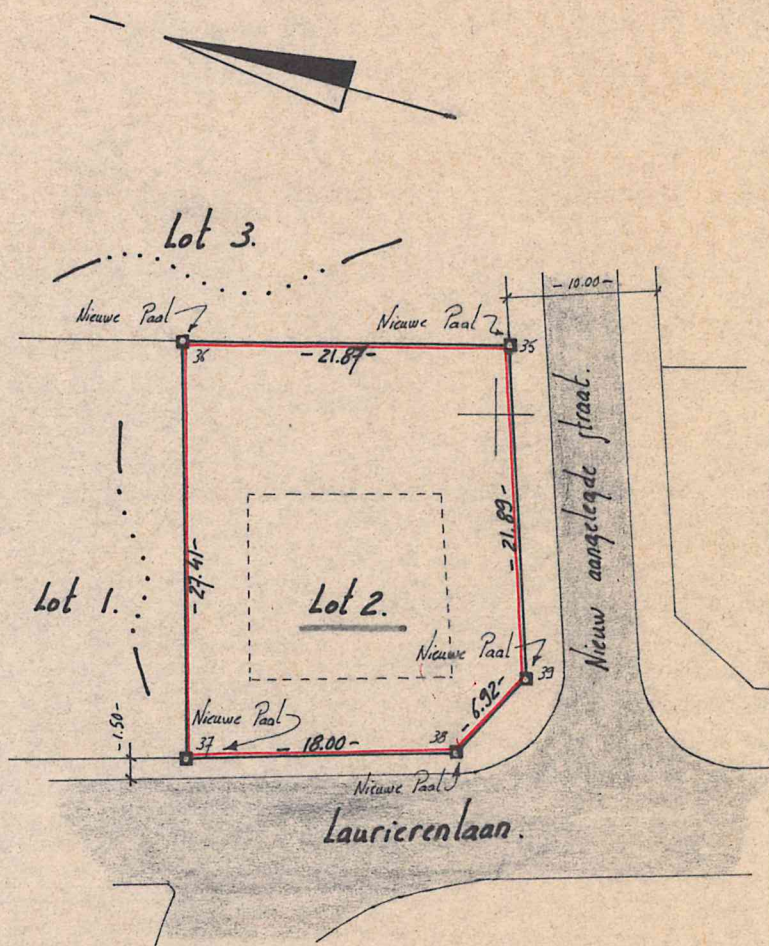 Lot 3.
- 10.00 -
Nieuwe Paal
Nieuwe Paal
36
- 21.87 -
35
Nieuw aangelegde straat.
- 21.89 -
- 27.41 -
Lot 1.
Lot 2.
Nieuwe Paal
39
- 6.92 -
Nieuwe Paal
- 1.50 -
37
- 18.00 -
38
Nieuwe Paal
Laurierenlaan.